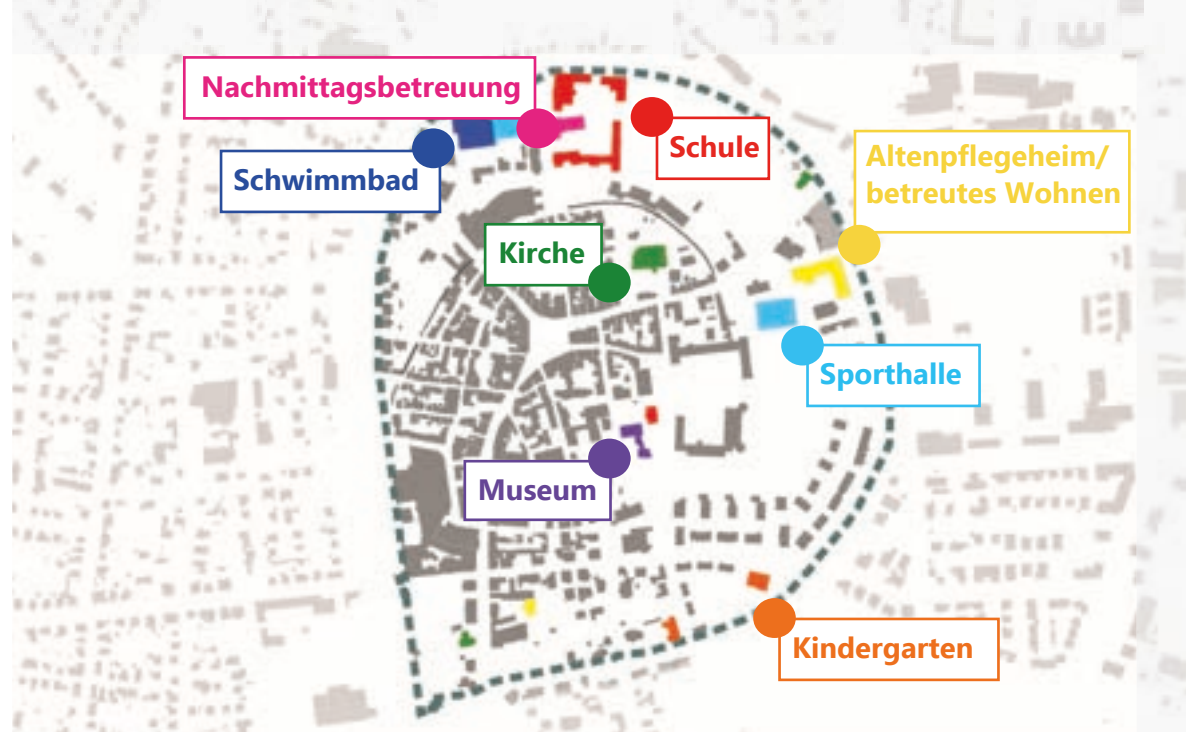 Nachmittagsbetreuung
Schwimmbad
Schule
Altenpflegeheim/
betreutes Wohnen
Kirche
Sporthalle
Museum
Kindergarten